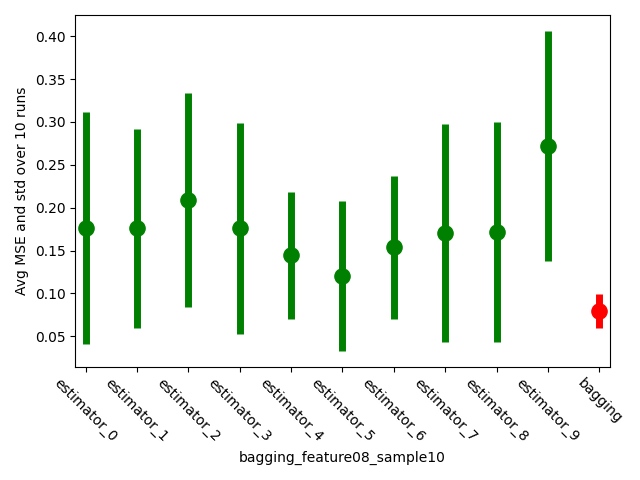 Avg MSE and std over 10 runs
0.40
0.35
0.30
0.25
0.20
0.15
0.10
0.05
estimator_0
estimator_1
estimator_2
estimator_3
estimator_4
estimator_5
estimator_6
estimator_7
estimator_8
estimator_9
bagging
bagging_feature08_sample10